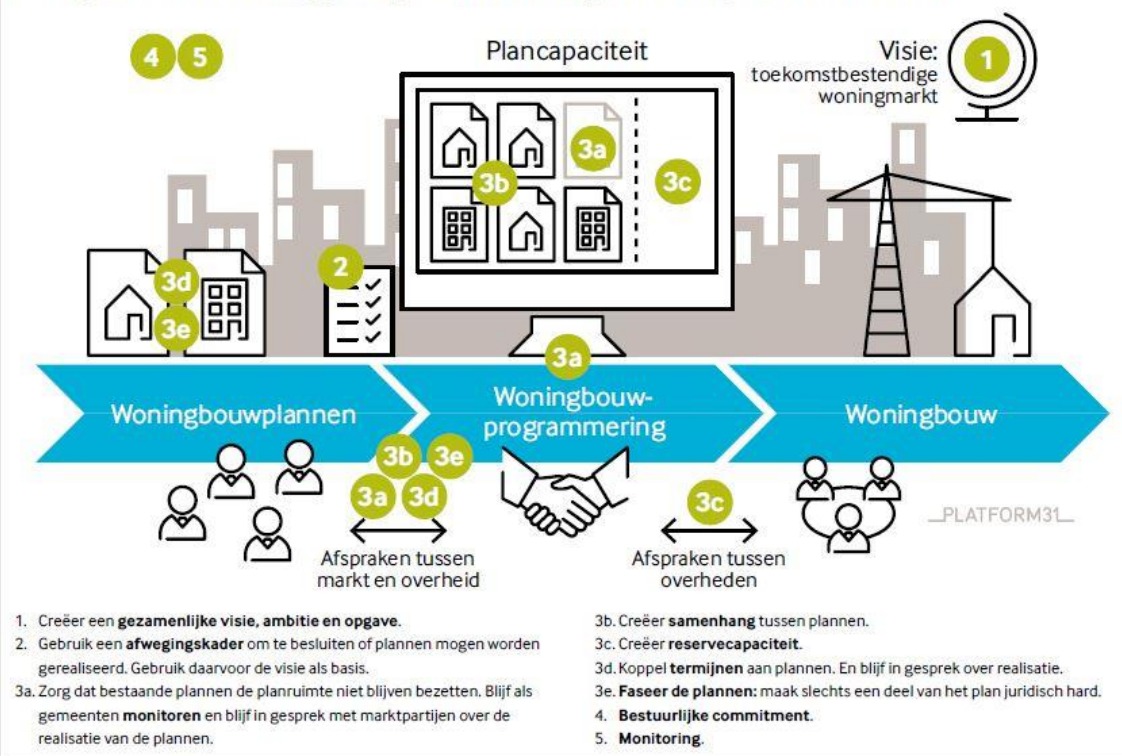 4 5
Plancapaciteit
Visie:
toekomstbestendige
woningmarkt
1
3a
3b
3c
2
3d
3e
3a
Woningbouwplannen
Woningbouw-
programmering
Woningbouw
3b 3e
3a 3d
3c
Afspraken tussen
markt en overheid
Afspraken tussen
overheden
_PLATFORM31_
1. Creëer een gezamenlijke visie, ambitie en opgave.
2. Gebruik een afwegingskader om te besluiten of plannen mogen worden
gerealiseerd. Gebruik daarvoor de visie als basis.
3a. Zorg dat bestaande plannen de planruimte niet blijven bezetten. Blijf als
gemeenten monitoren en blijf in gesprek met marktpartijen over de
realisatie van de plannen.
3b. Creëer samenhang tussen plannen.
3c. Creëer reservecapaciteit.
3d. Koppel termijnen aan plannen. En blijf in gesprek over realisatie.
3e. Faseer de plannen: maak slechts een deel van het plan juridisch hard.
4. Bestuurlijke commitment.
5. Monitoring.